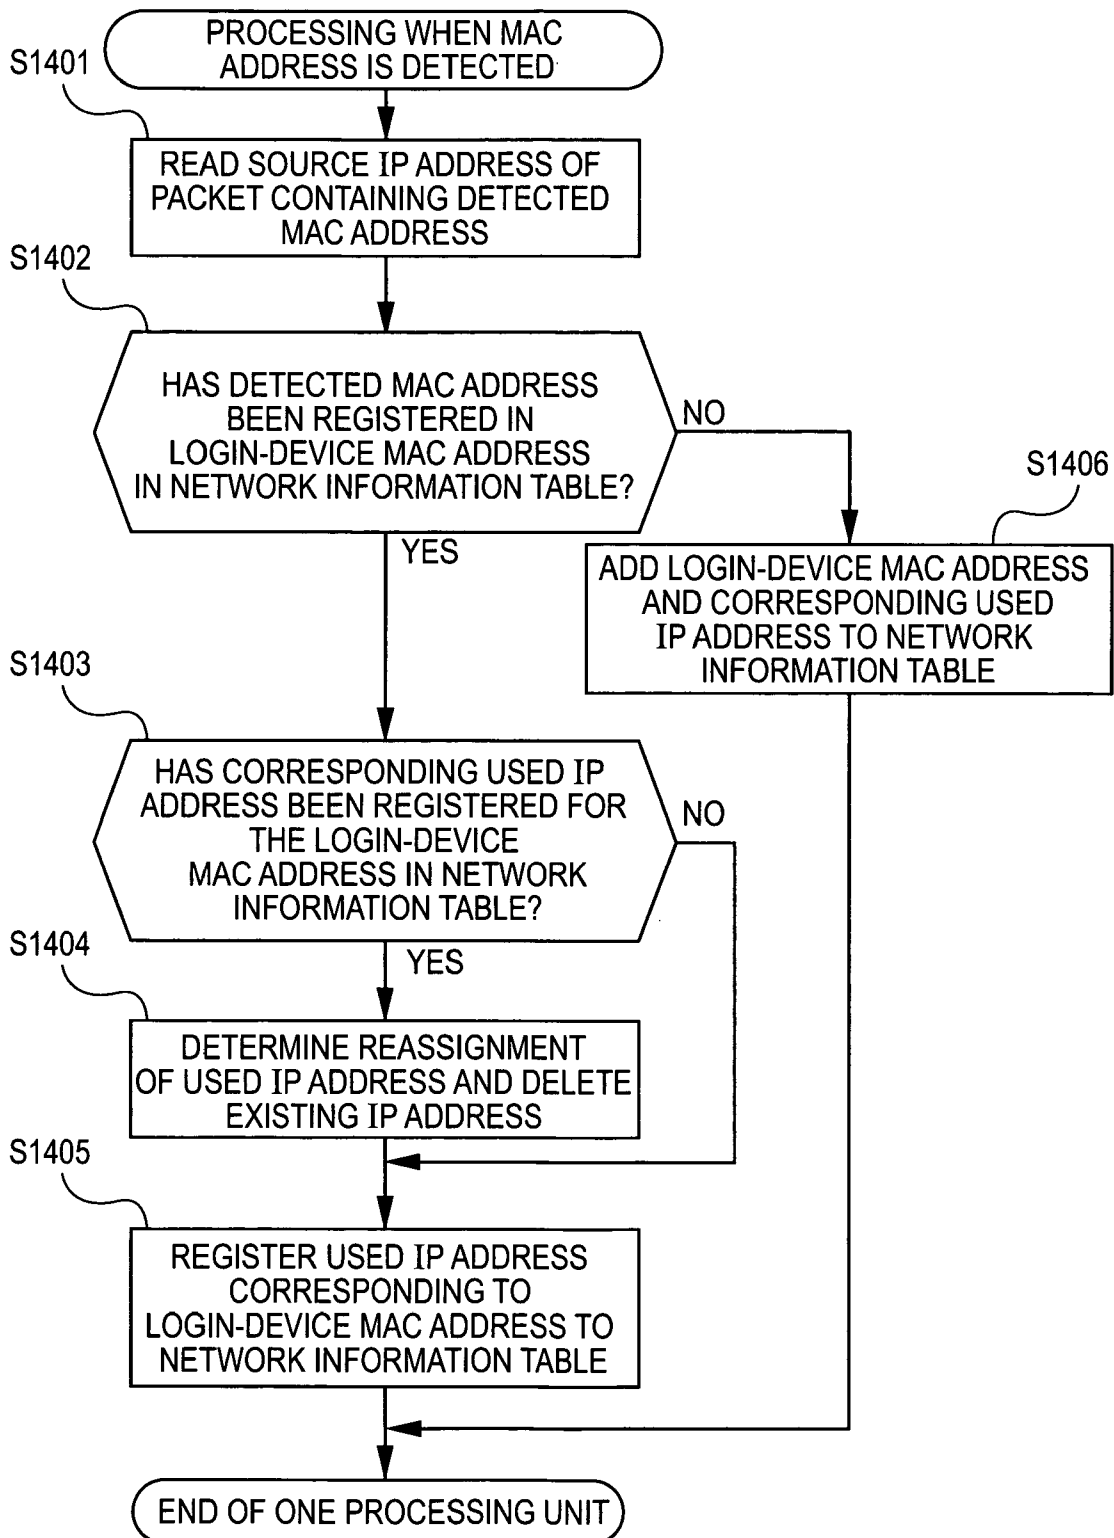 PROCESSING WHEN MAC
ADDRESS IS DETECTED
S1401
READ SOURCE IP ADDRESS OF
PACKET CONTAINING DETECTED
MAC ADDRESS
S1402
HAS DETECTED MAC ADDRESS
BEEN REGISTERED IN
LOGIN-DEVICE MAC ADDRESS
IN NETWORK INFORMATION TABLE?
NO
YES
S1406
ADD LOGIN-DEVICE MAC ADDRESS
AND CORRESPONDING USED
IP ADDRESS TO NETWORK
INFORMATION TABLE
S1403
HAS CORRESPONDING USED IP
ADDRESS BEEN REGISTERED FOR
THE LOGIN-DEVICE
MAC ADDRESS IN NETWORK
INFORMATION TABLE?
NO
YES
S1404
DETERMINE REASSIGNMENT
OF USED IP ADDRESS AND DELETE
EXISTING IP ADDRESS
S1405
REGISTER USED IP ADDRESS
CORRESPONDING TO
LOGIN-DEVICE MAC ADDRESS TO
NETWORK INFORMATION TABLE
END OF ONE PROCESSING UNIT